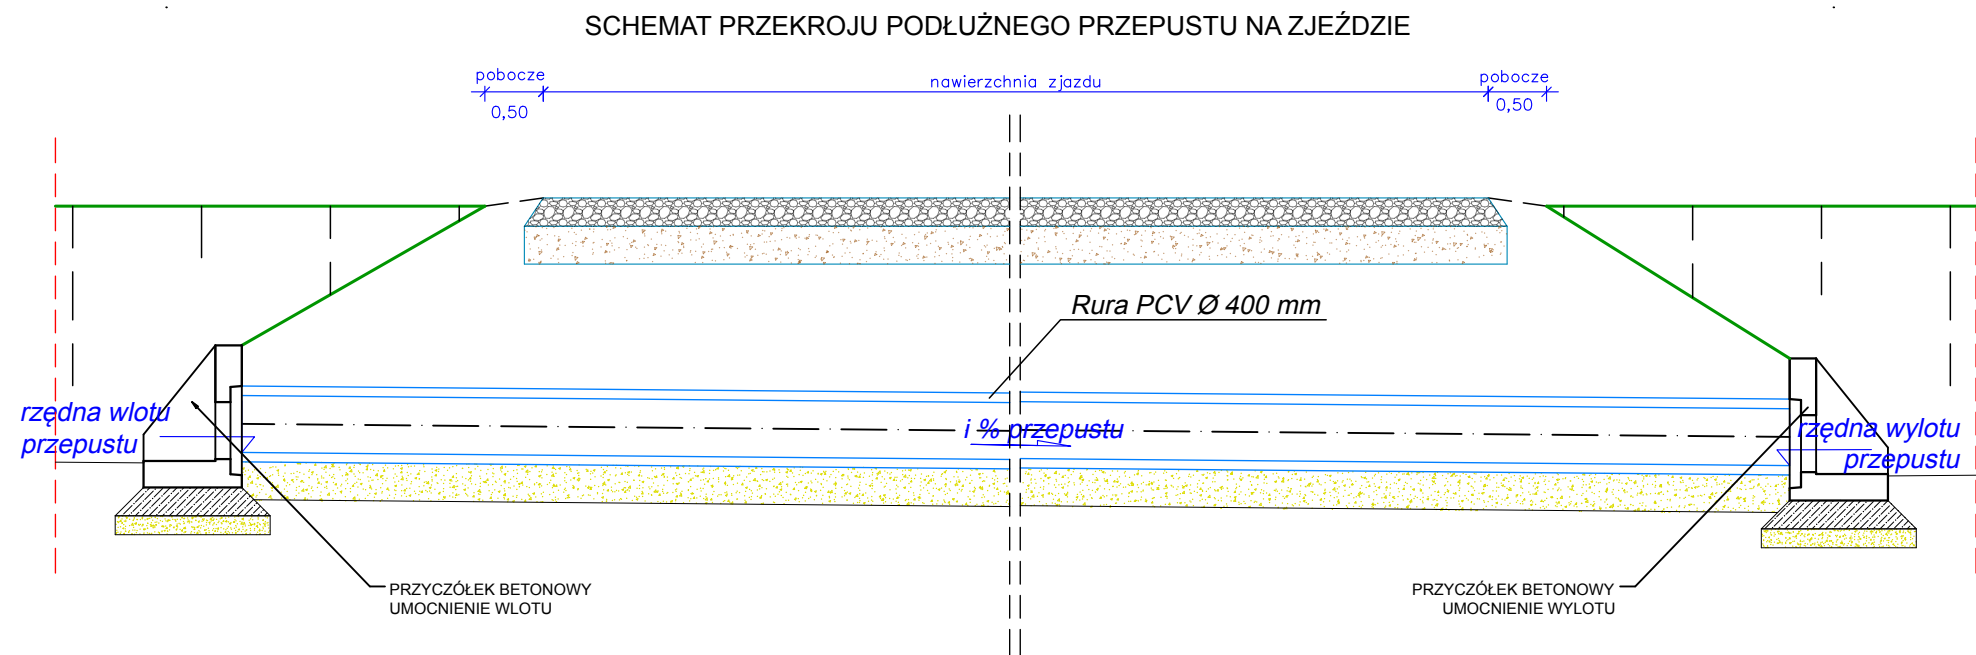 SCHEMAT PRZEKROJU PODŁUŻNEGO PRZEPUSTU NA ZJEŹDZIE
pobocze
nawierzchnia zjazdu
pobocze
0,50
0,50
Rura PCV Ø 400 mm
rzędna wlotu
przepustu
i % przepustu
rzędna wylotu
przepustu
PRZYCZÓŁEK BETONOWY
UMOCNIENIE WLOTU
PRZYCZÓŁEK BETONOWY
UMOCNIENIE WYLOTU